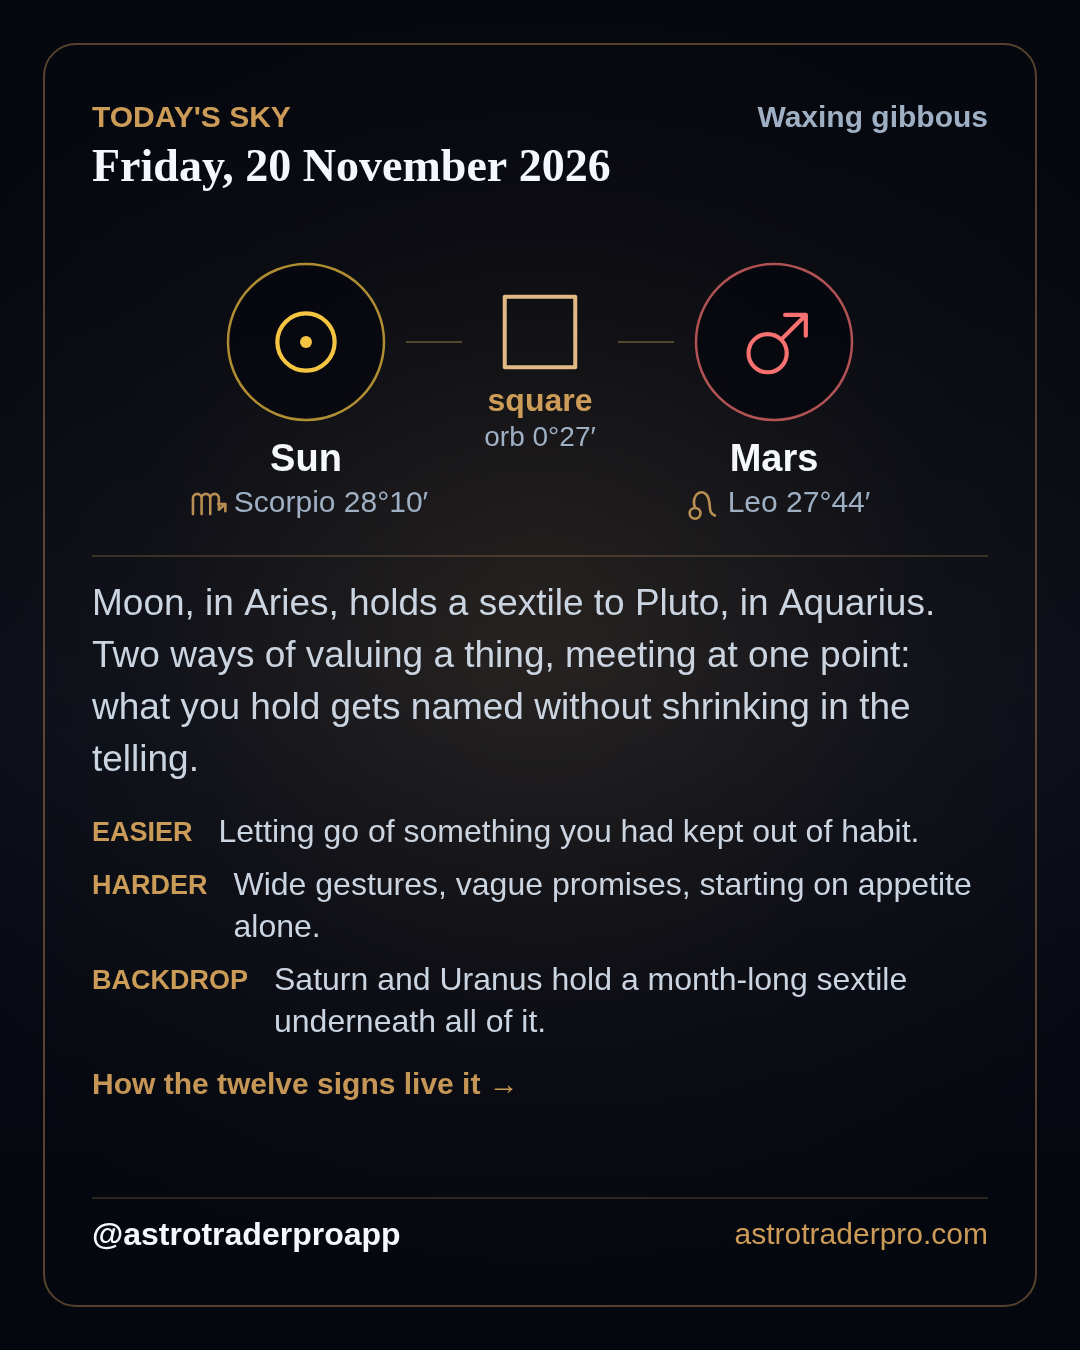 TODAY'S SKY
Waxing gibbous
Friday, 20 November 2026
square
orb 0°27′
Sun
Mars
♏ Scorpio 28°10′
♌ Leo 27°44′
Moon, in Aries, holds a sextile to Pluto, in Aquarius.
Two ways of valuing a thing, meeting at one point:
what you hold gets named without shrinking in the
telling.
EASIER Letting go of something you had kept out of habit.
HARDER Wide gestures, vague promises, starting on appetite
alone.
BACKDROP Saturn and Uranus hold a month-long sextile
underneath all of it.
How the twelve signs live it →
@astrotraderproapp
astrotraderpro.com